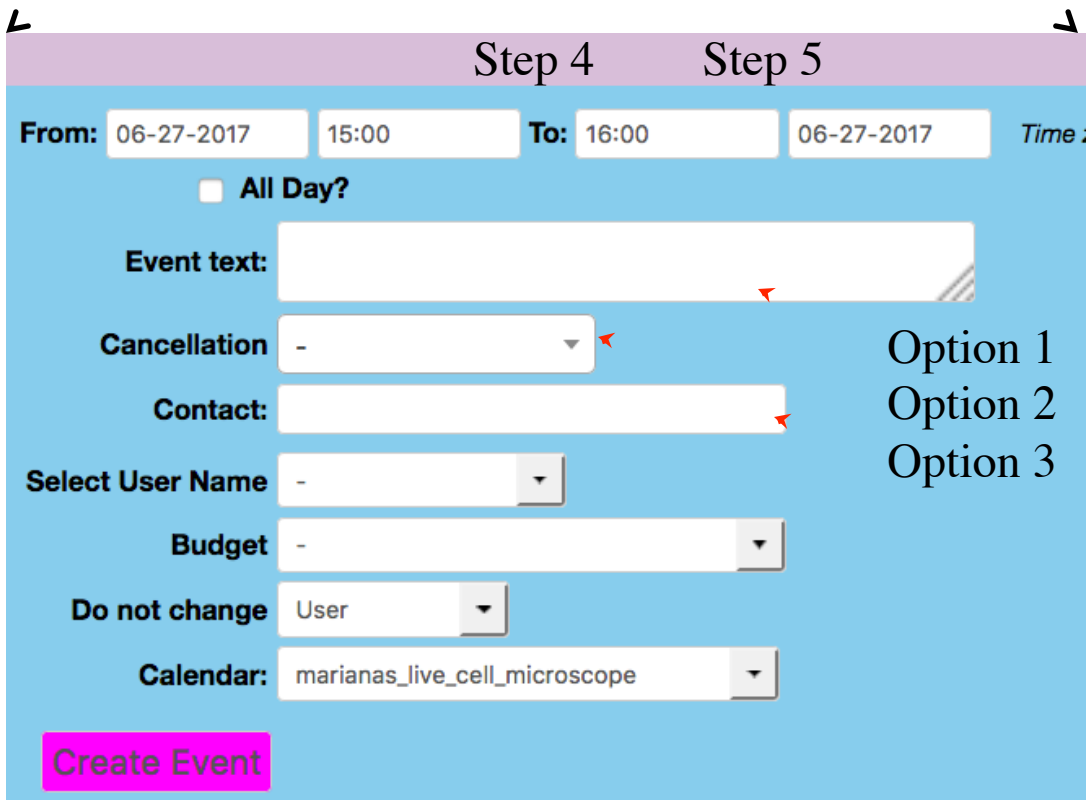 Step 4 Step 5
From: 06-27-2017 15:00 To: 16:00 06-27-2017 Time
All Day?
Event text:
Cancellation -
Option 1
Contact:
Option 2
Select User Name -
Option 3
Budget -
Do not change User
Calendar: marianas_live_cell_microscope
Create Event